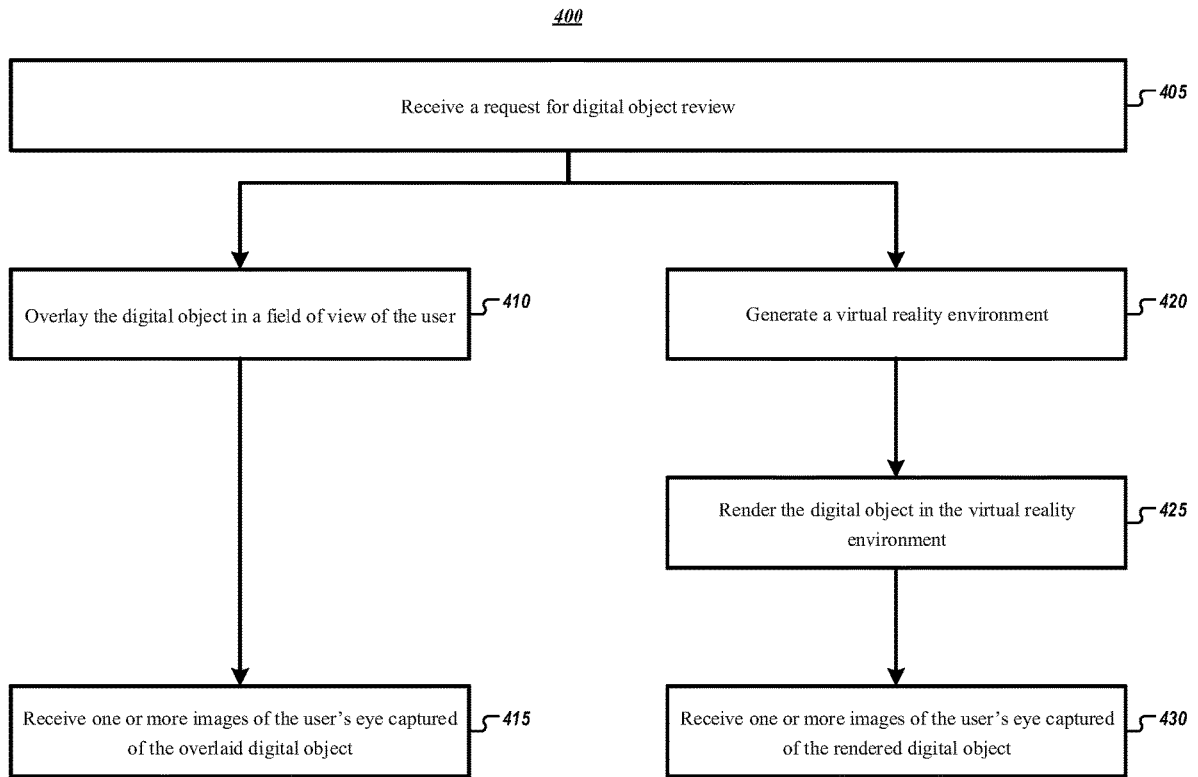 400
Receive a request for digital object review
405
Overlay the digital object in a field of view of the user
410
Generate a virtual reality environment
420
Render the digital object in the virtual reality
environment
425
Receive one or more images of the user's eye captured
of the overlaid digital object
415
Receive one or more images of the user's eye captured
of the rendered digital object
430